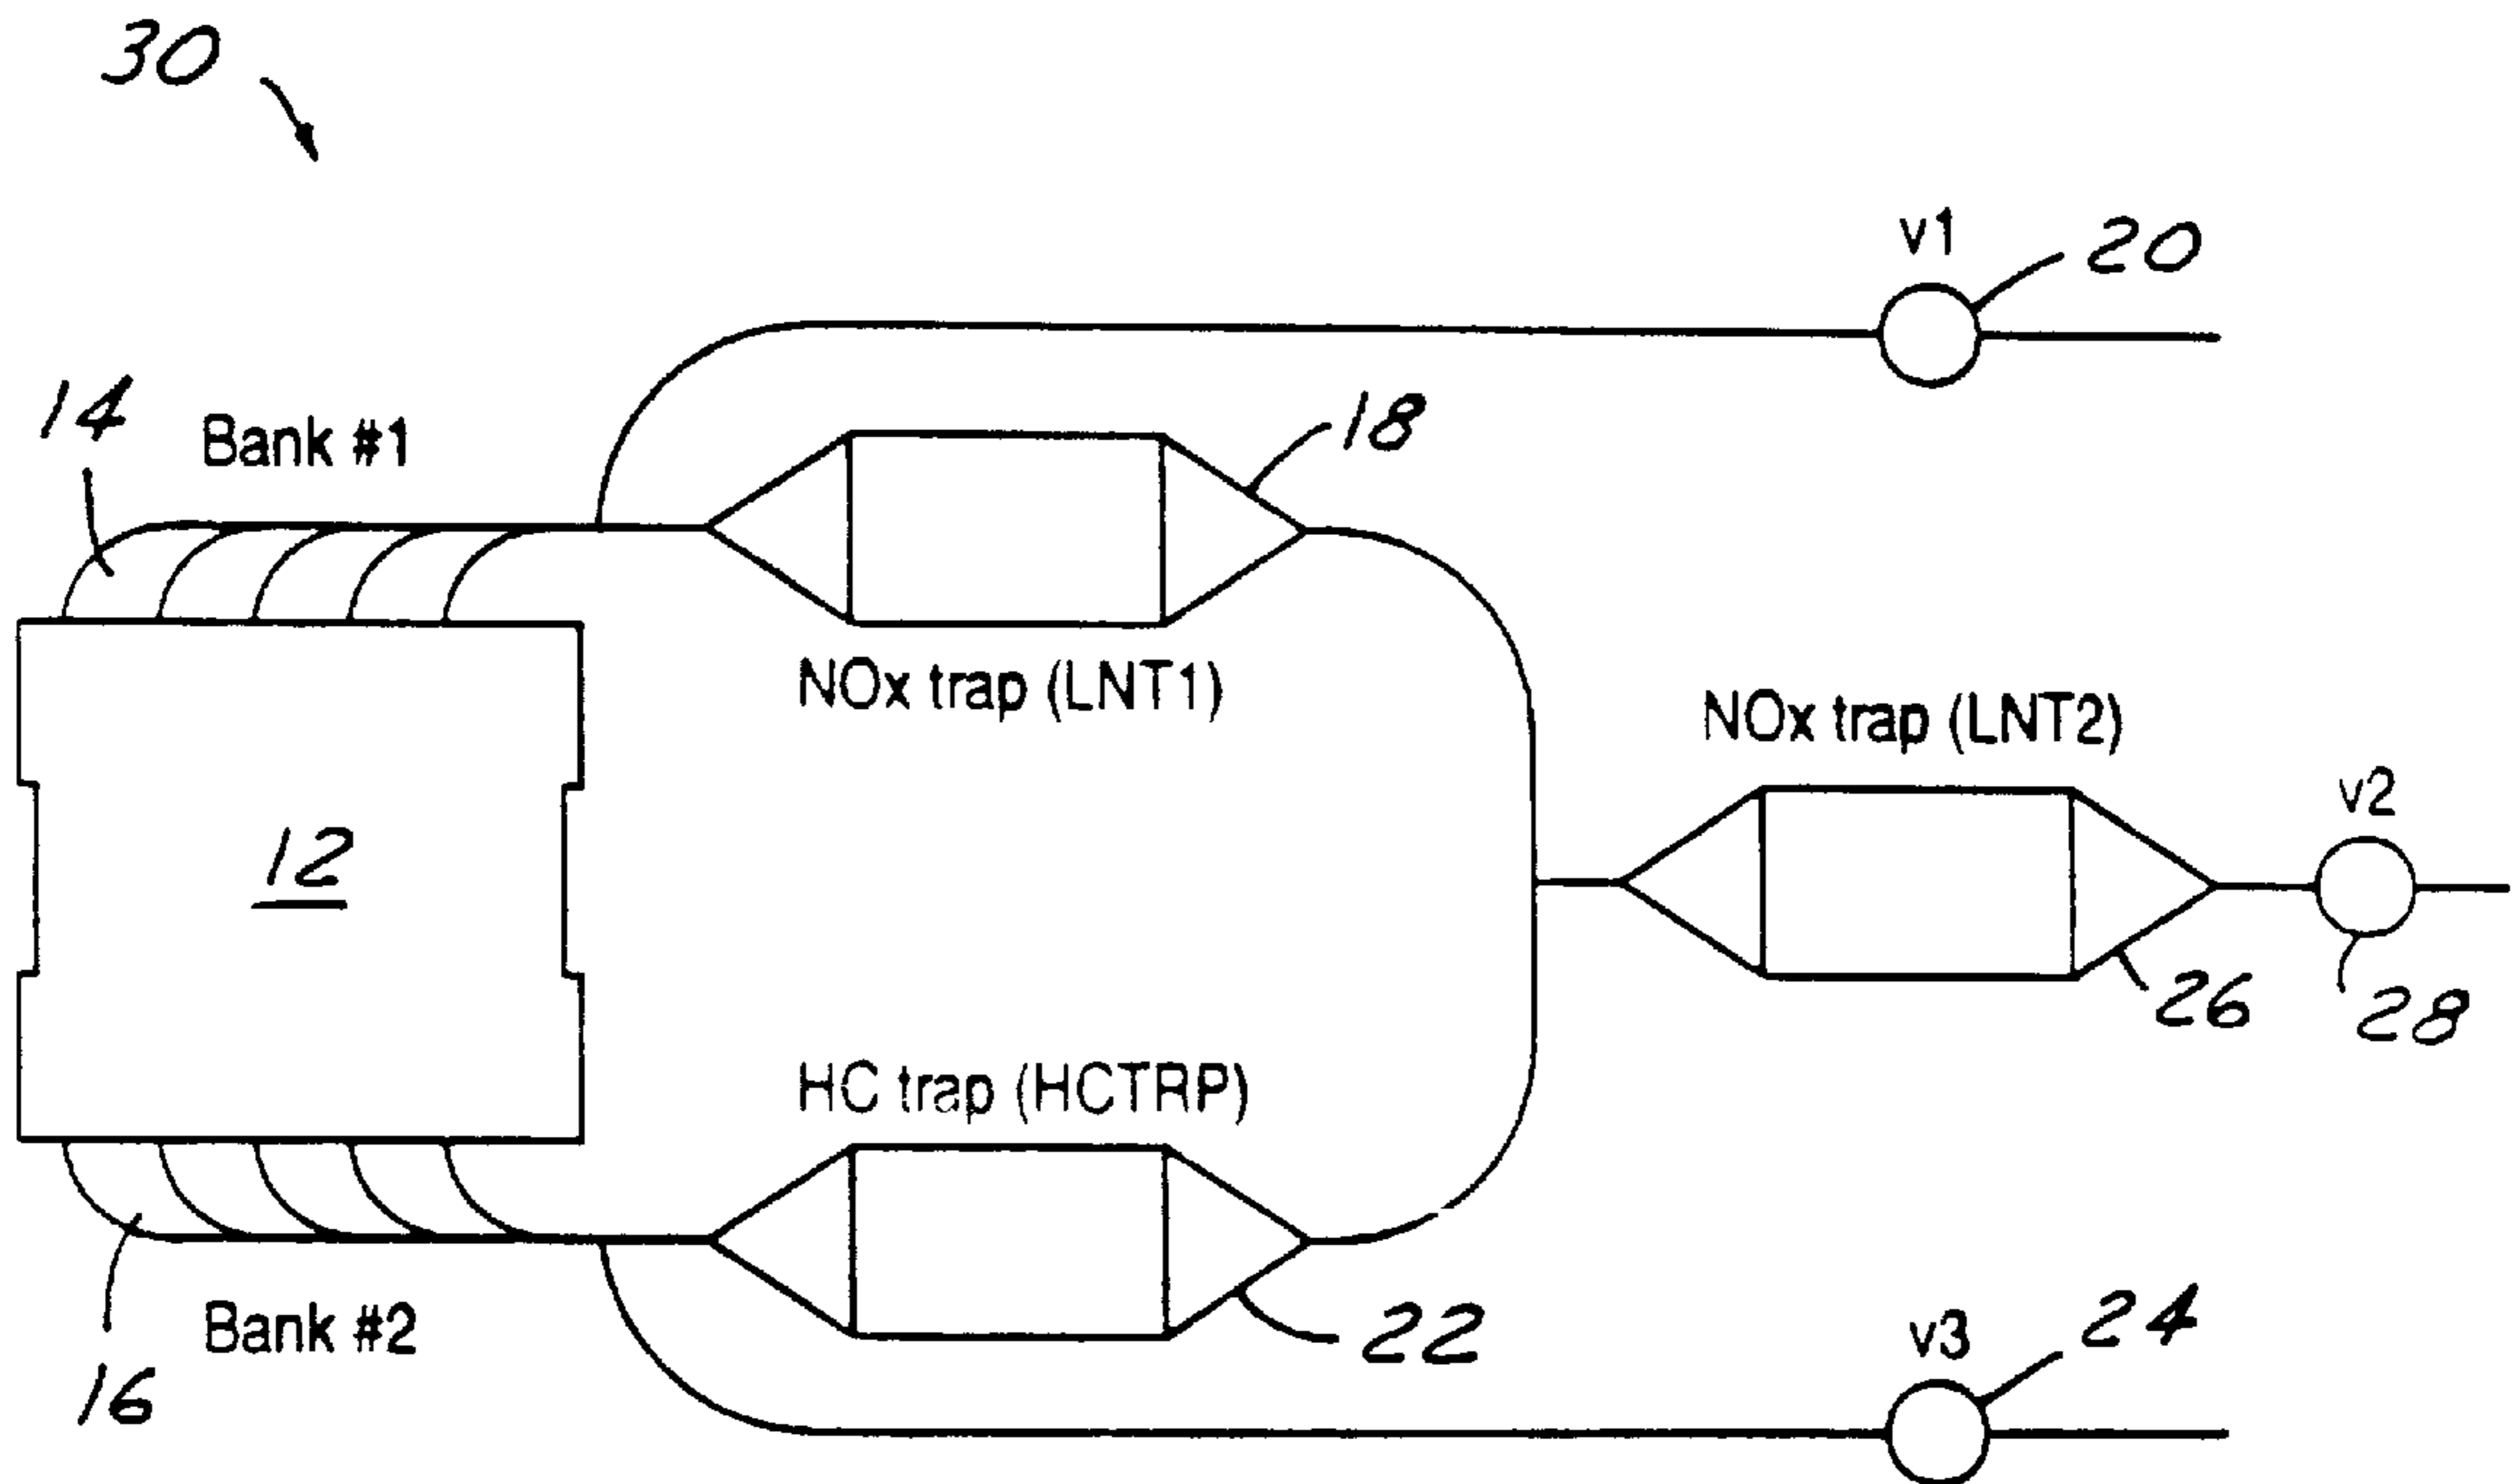 30
v1
20
14
Bank #1
18
NOx trap (LNT1)
NOx trap (LNT2)
v2
12
26
28
HC trap (HCTRP)
Bank #2
22
v3
24
16